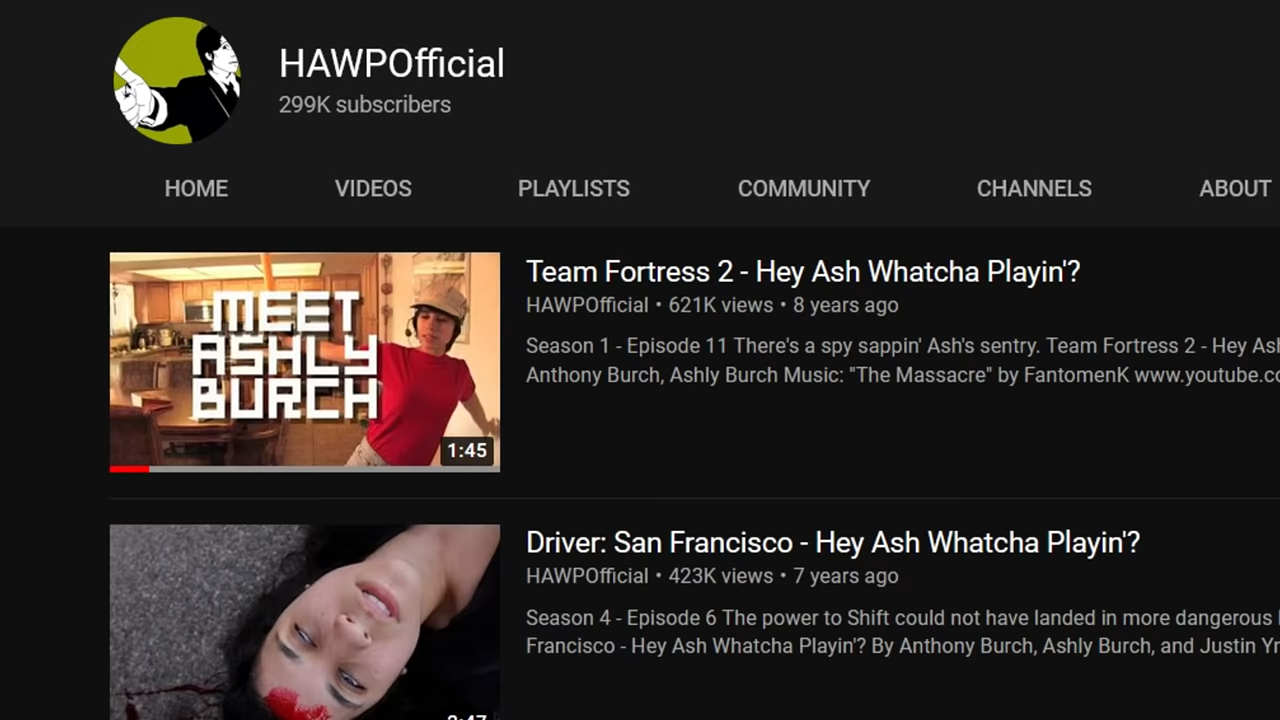 HAWPOfficial
299K subscribers
HOME
VIDEOS
PLAYLISTS
COMMUNITY
CHANNELS
ABOUT
MEET
ASHLY
BURCH
1:45
Team Fortress 2 - Hey Ash Whatcha Playin'?
HAWPOfficial • 621K views • 8 years ago
Season 1 - Episode 11 There's a spy sappin' Ash's sentry. Team Fortress 2 - Hey Ash
Anthony Burch, Ashly Burch Music: "The Massacre" by FantomenK www.youtube.co
Driver: San Francisco - Hey Ash Whatcha Playin'?
HAWPOfficial • 423K views • 7 years ago
Season 4 - Episode 6 The power to Shift could not have landed in more dangerous
Francisco - Hey Ash Whatcha Playin'? By Anthony Burch, Ashly Burch, and Justin